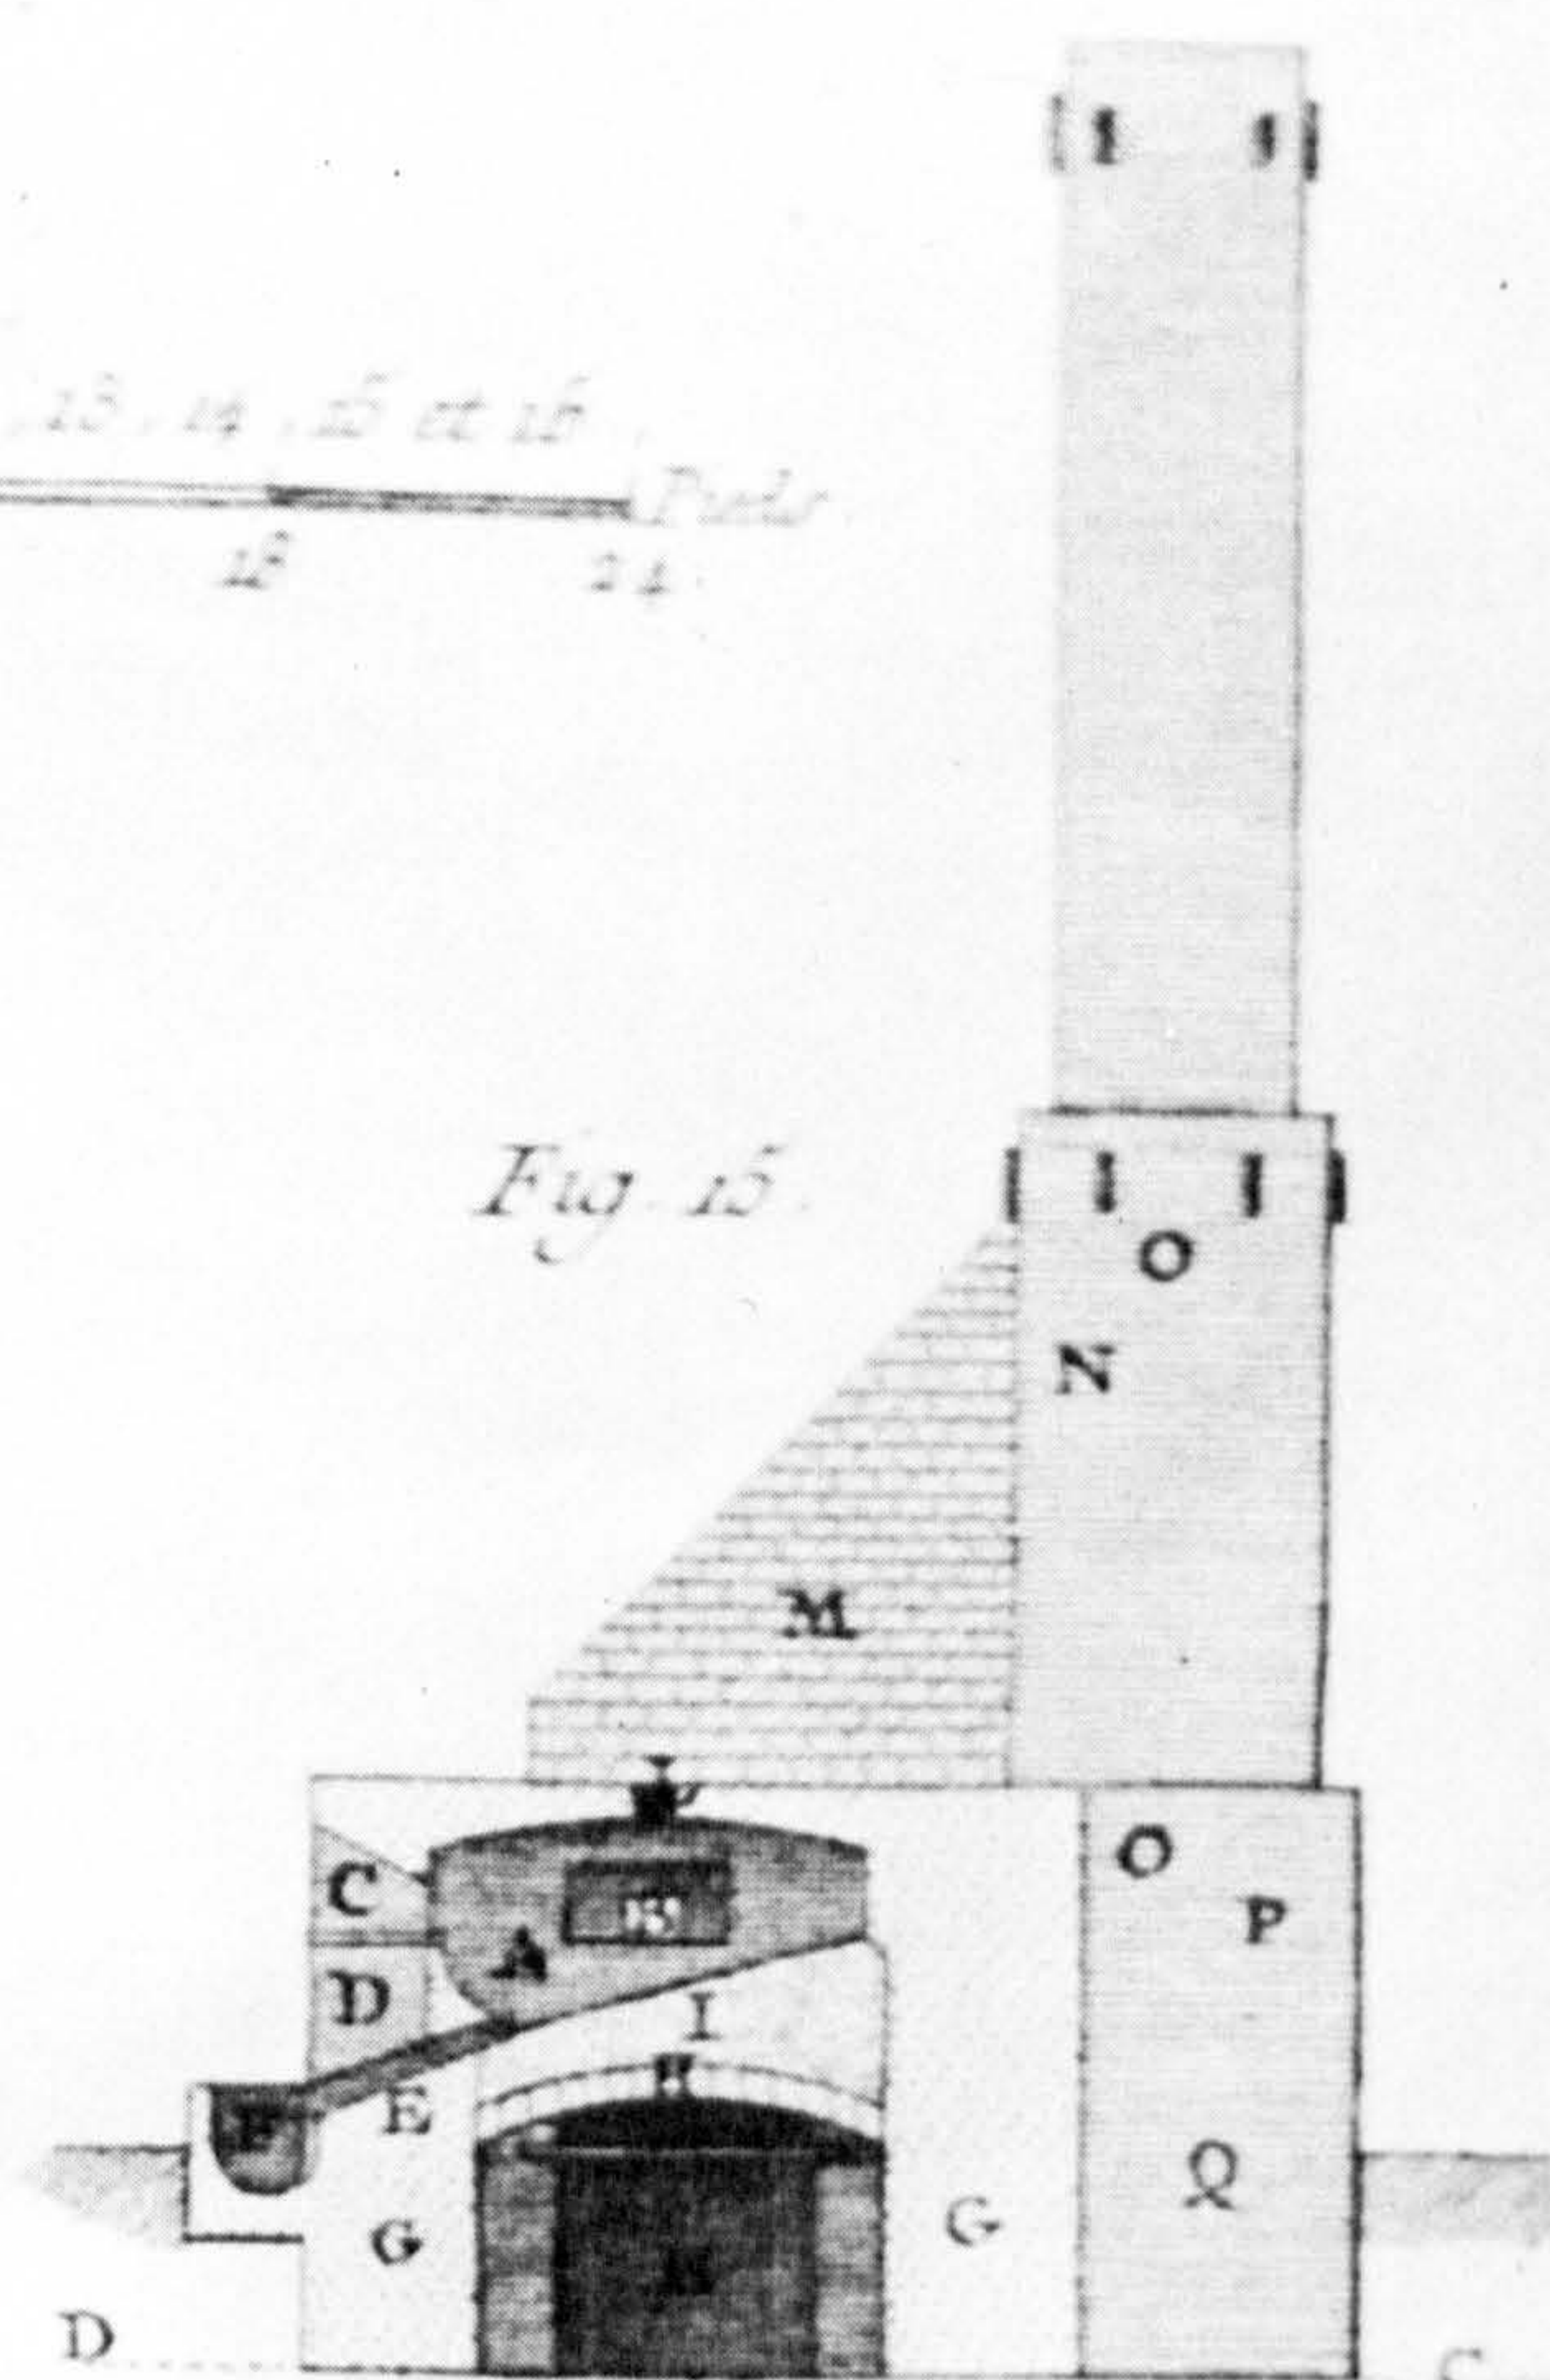 , 13, 14, 15 et 16.
Pieds.
18 24.
Fig. 15.
O
N
M
O
C
P
B
A
D
I
H
E
F
Q
G
G
D